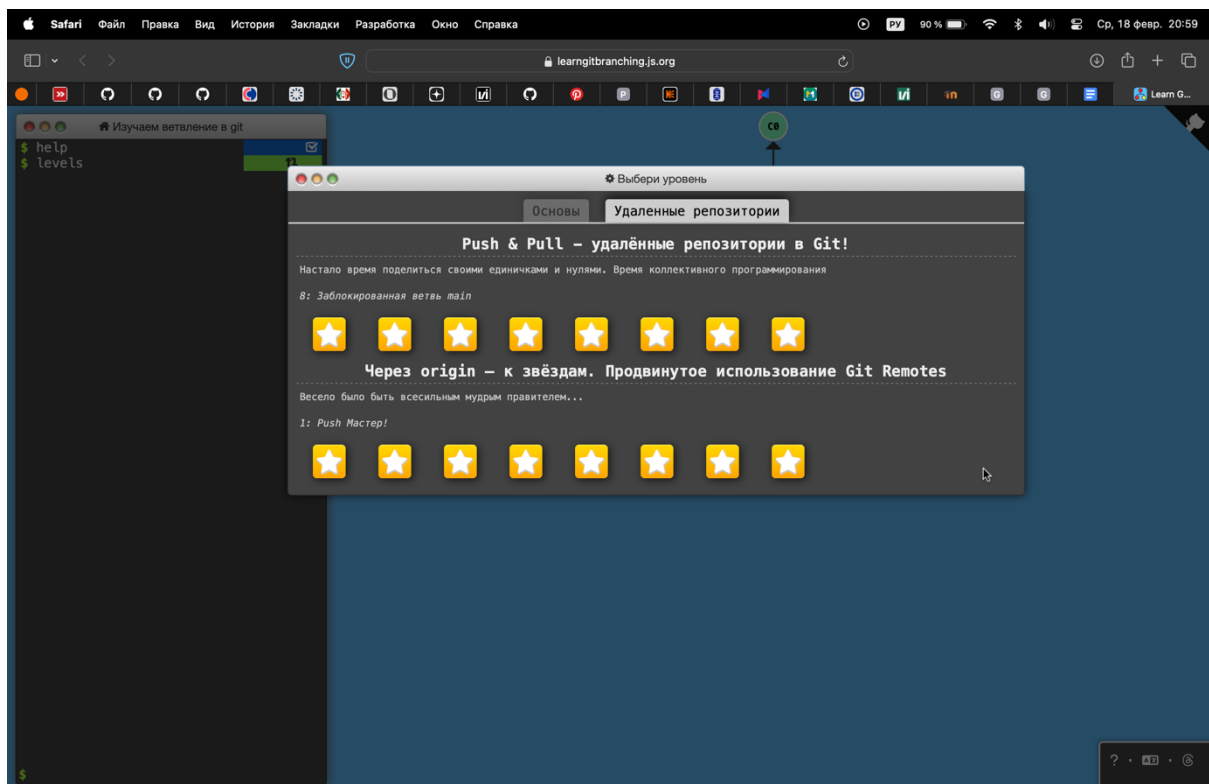 Safari Файл Правка Вид История Закладки Разработка Окно Справка РУ 90 % Ср, 18 февр. 20:59
learngitbranching.js.org
Learn G...
Изучаем ветвление в git
C0
$ help
$ levels
Выбери уровень
Основы Удаленные репозитории
Push & Pull — удалённые репозитории в Git!
Настало время поделиться своими единичками и нулями. Время коллективного программирования
8: Заблокированная ветвь main
Через origin — к звёздам. Продвинутое использование Git Remotes
Весело было быть всесильным мудрым правителем...
1: Push Мастер!
$
?